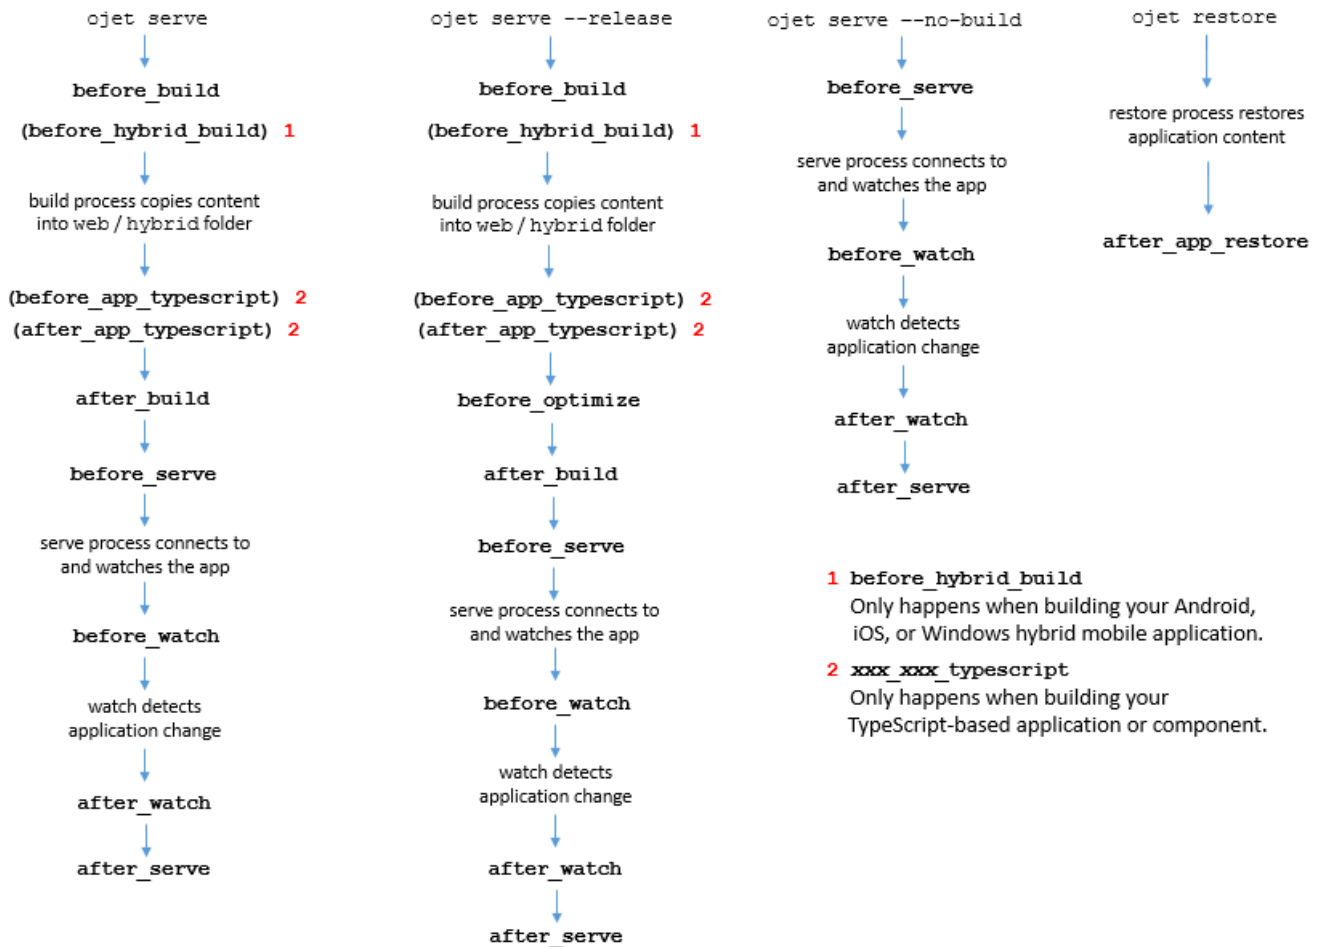 ojet serve
before_build
(before_hybrid_build) 1
build process copies content
into web / hybrid folder
(before_app_typescript) 2
(after_app_typescript) 2
after_build
before_serve
serve process connects to
and watches the app
before_watch
watch detects
application change
after_watch
after_serve
ojet serve --release
before_build
(before_hybrid_build) 1
build process copies content
into web / hybrid folder
(before_app_typescript) 2
(after_app_typescript) 2
before_optimize
after_build
before_serve
serve process connects to
and watches the app
before_watch
watch detects
application change
after_watch
after_serve
ojet serve --no-build
before_serve
serve process connects to
and watches the app
before_watch
watch detects
application change
after_watch
after_serve
ojet restore
restore process restores
application content
after_app_restore
1 before_hybrid_build
Only happens when building your Android,
iOS, or Windows hybrid mobile application.
2 xxx_xxx_typescript
Only happens when building your
TypeScript-based application or component.